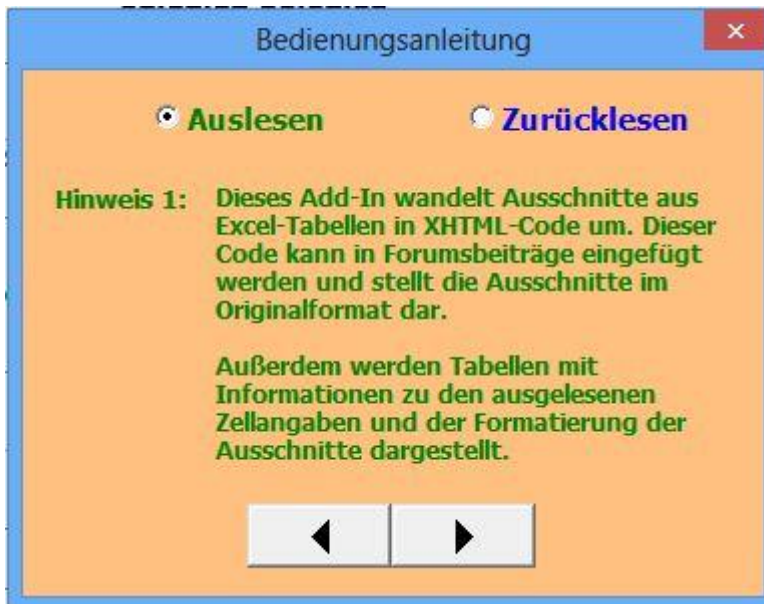 Bedienungsanleitung
Auslesen Zurücklesen
Hinweis 1: Dieses Add-In wandelt Ausschnitte aus
Excel-Tabellen in XHTML-Code um. Dieser
Code kann in Forumsbeiträge eingefügt
werden und stellt die Ausschnitte im
Originalformat dar.
Außerdem werden Tabellen mit
Informationen zu den ausgelesenen
Zellangaben und der Formatierung der
Ausschnitte dargestellt.